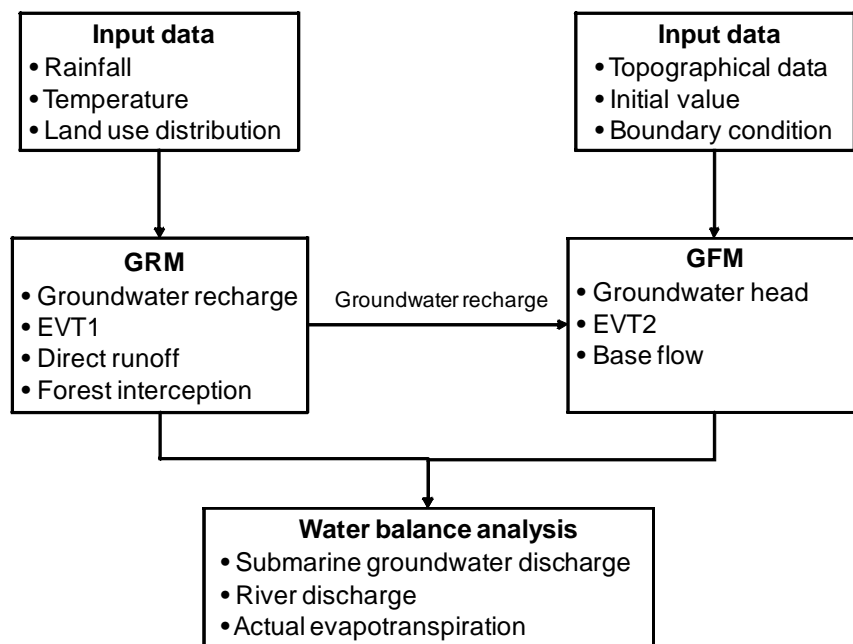 Input data
• Rainfall
• Temperature
• Land use distribution
Input data
• Topographical data
• Initial value
• Boundary condition
GRM
• Groundwater recharge
• EVT1
• Direct runoff
• Forest interception
Groundwater recharge
GFM
• Groundwater head
• EVT2
• Base flow
Water balance analysis
• Submarine groundwater discharge
• River discharge
• Actual evapotranspiration